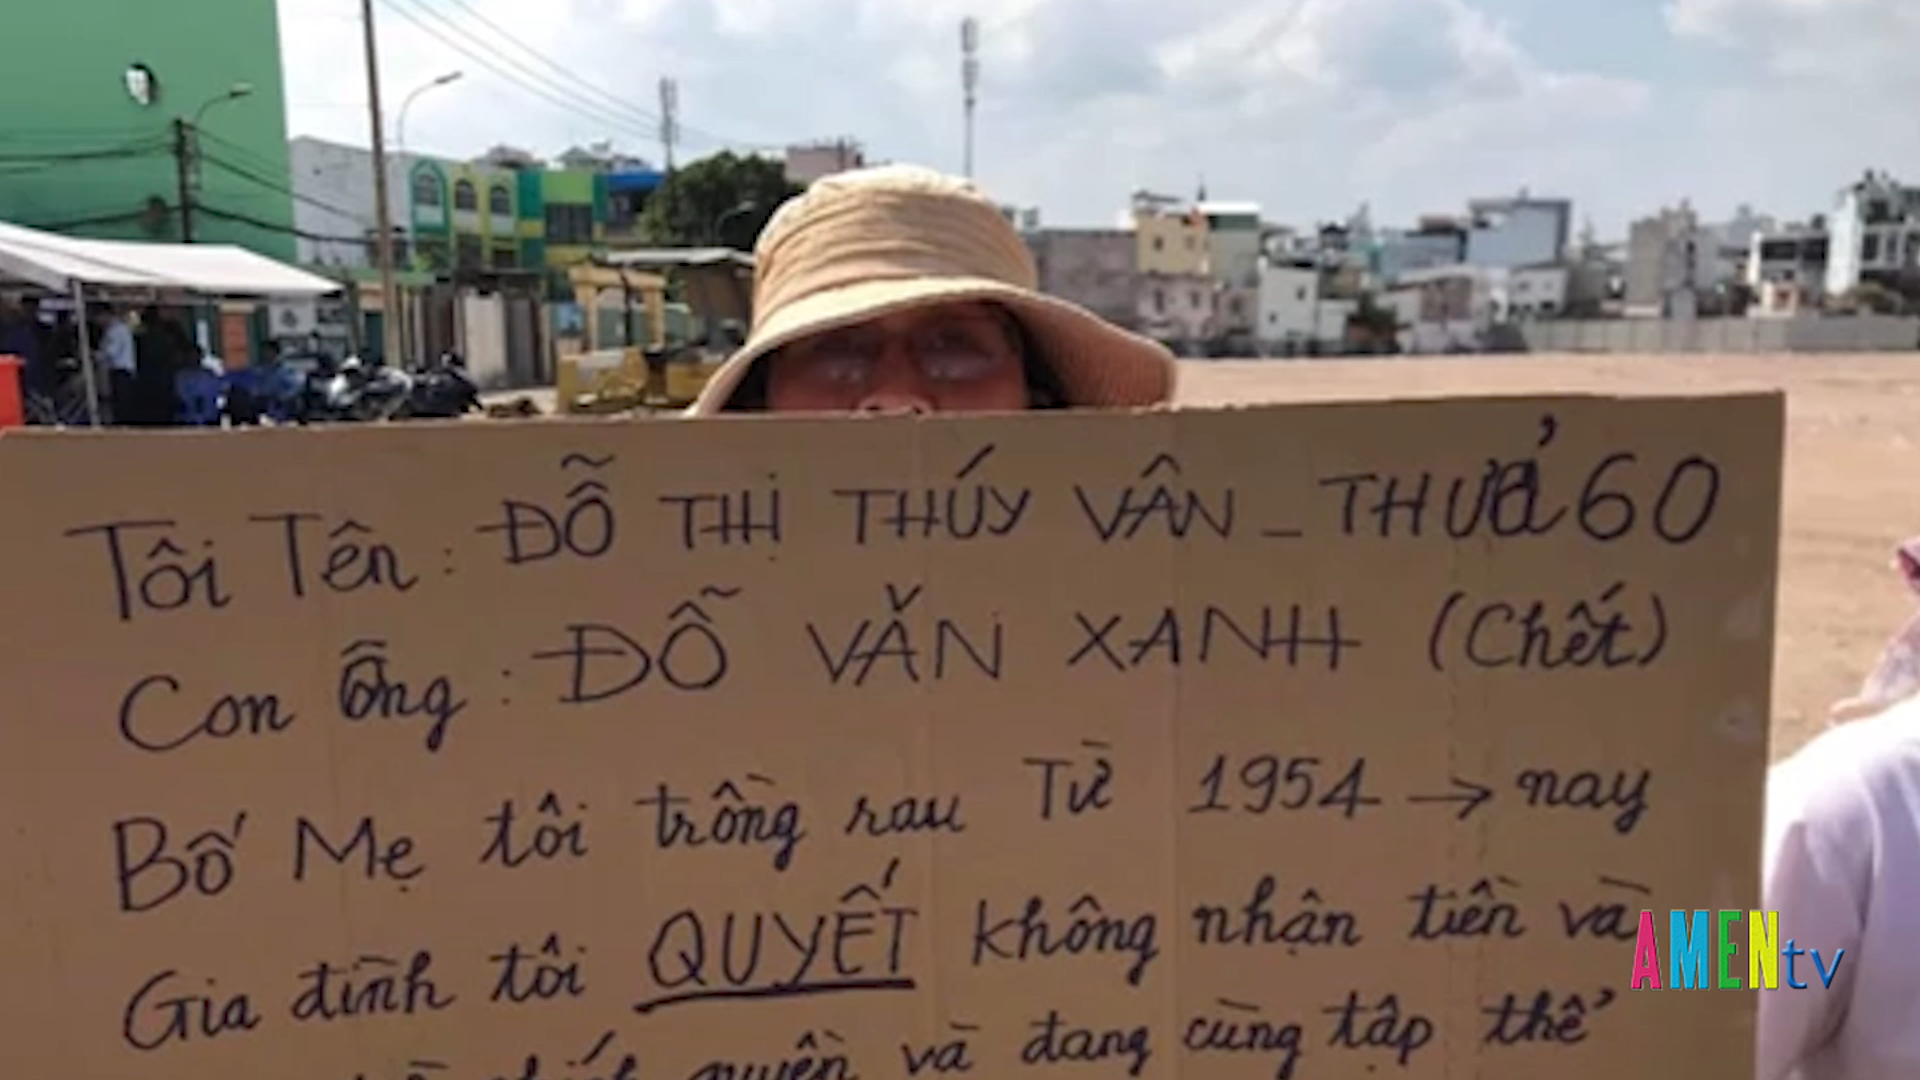 Tôi Tên: ĐỖ THỊ THÚY VÂN _ THỬA 60
Con ông: ĐỖ VĂN XANH (Chết)
Bố Mẹ tôi trồng rau Từ 1954 → nay
Gia đình tôi QUYẾT không nhận tiền và
quyền và đang cùng tập thể
AMENtv